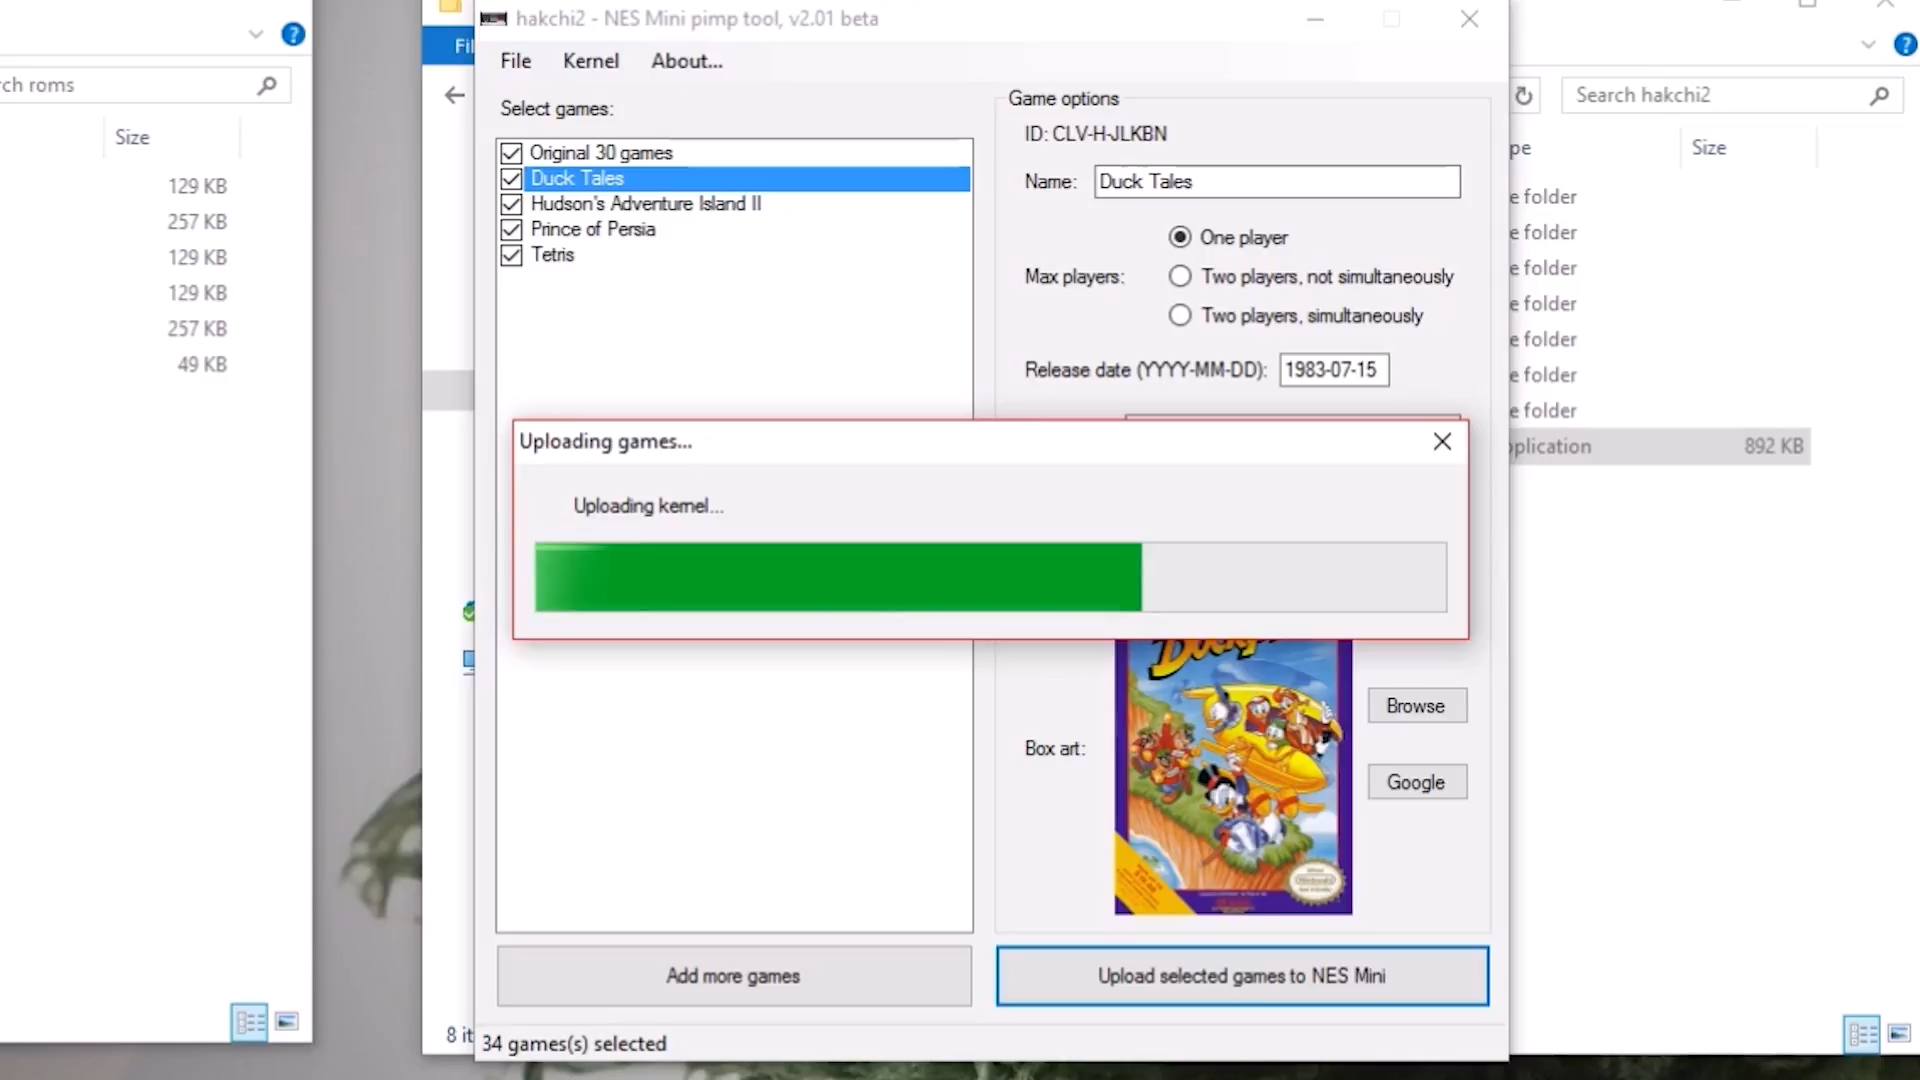 hakchi2 - NES Mini pimp tool, v2.01 beta
File Kernel About...
Select games:
Original 30 games
Duck Tales
Hudson's Adventure Island II
Prince of Persia
Tetris
Game options
ID: CLV-H-JLKBN
Name: Duck Tales
Max players:
One player
Two players, not simultaneously
Two players, simultaneously
Release date (YYYY-MM-DD): 1983-07-15
Uploading games...
Uploading kernel...
Box art:
Browse
Google
Add more games
Upload selected games to NES Mini
34 games(s) selected
ch roms
Size
129 KB
257 KB
129 KB
129 KB
257 KB
49 KB
Fil
8 it
Search hakchi2
pe Size
e folder
e folder
e folder
e folder
e folder
e folder
e folder
plication 892 KB